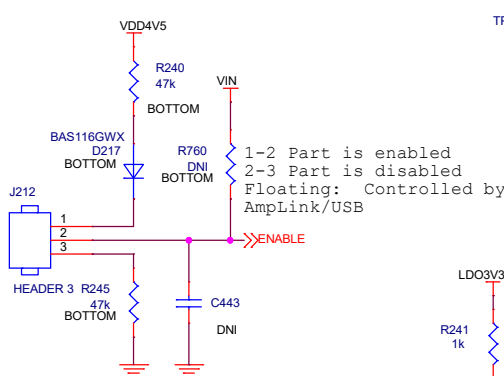 VDD4V5
TP
R240
47k
VIN
BOTTOM
BAS116GWX
D217
BOTTOM
R760
DNI
BOTTOM
1-2 Part is enabled
2-3 Part is disabled
Floating: Controlled by
AmpLink/USB
J212
1
2
3
ENABLE
HEADER 3
R245
47k
BOTTOM
C443
DNI
LDO3V3
R241
1k